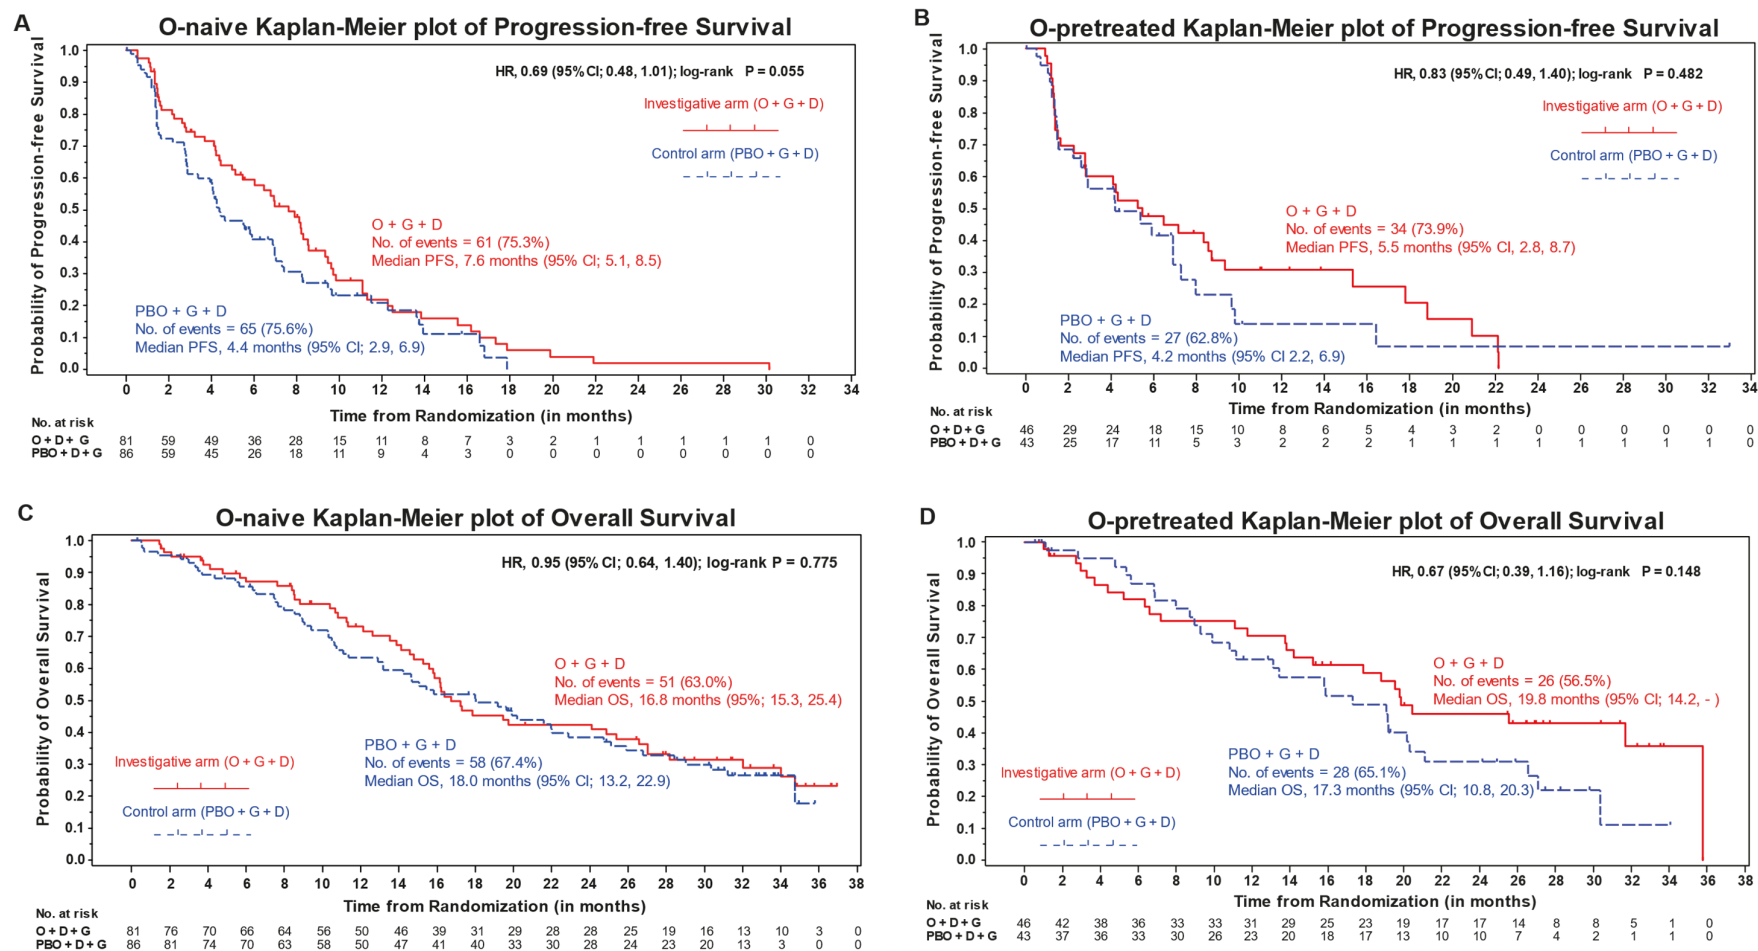 A
O-naive Kaplan-Meier plot of Progression-free Survival
Probability of Progression-free Survival
1.0
0.9
0.8
0.7
0.6
0.5
0.4
0.3
0.2
0.1
0.0
HR, 0.69 (95%CI; 0.48, 1.01); log-rank P = 0.055
Investigative arm (O + G + D)
Control arm (PBO + G + D)
O + G + D
No. of events = 61 (75.3%)
Median PFS, 7.6 months (95% CI; 5.1, 8.5)
PBO + G + D
No. of events = 65 (75.6%)
Median PFS, 4.4 months (95% CI; 2.9, 6.9)
0 2 4 6 8 10 12 14 16 18 20 22 24 26 28 30 32 34
Time from Randomization (in months)
No. at risk
O + D + G 81 59 49 36 28 15 11 8 7 3 2 1 1 1 1 1 0
PBO + D + G 86 59 45 26 18 11 9 4 3 0 0 0 0 0 0 0 0
B
O-pretreated Kaplan-Meier plot of Progression-free Survival
Probability of Progression-free Survival
1.0
0.9
0.8
0.7
0.6
0.5
0.4
0.3
0.2
0.1
0.0
HR, 0.83 (95%CI; 0.49, 1.40); log-rank P = 0.482
Investigative arm (O + G + D)
Control arm (PBO + G + D)
O + G + D
No. of events = 34 (73.9%)
Median PFS, 5.5 months (95% CI, 2.8, 8.7)
PBO + G + D
No. of events = 27 (62.8%)
Median PFS, 4.2 months (95% CI 2.2, 6.9)
0 2 4 6 8 10 12 14 16 18 20 22 24 26 28 30 32 34
Time from Randomization (in months)
No. at risk
O + D + G 46 29 24 18 15 10 8 6 5 4 3 2 0 0 0 0 0 0
PBO + D + G 43 25 17 11 5 3 2 2 2 1 1 1 1 1 1 1 1 0
C
O-naive Kaplan-Meier plot of Overall Survival
Probability of Overall Survival
1.0
0.9
0.8
0.7
0.6
0.5
0.4
0.3
0.2
0.1
0.0
HR, 0.95 (95%CI; 0.64, 1.40); log-rank P = 0.775
O + G + D
No. of events = 51 (63.0%)
Median OS, 16.8 months (95%; 15.3, 25.4)
PBO + G + D
No. of events = 58 (67.4%)
Median OS, 18.0 months (95% CI; 13.2, 22.9)
Investigative arm (O + G + D)
Control arm (PBO + G + D)
0 2 4 6 8 10 12 14 16 18 20 22 24 26 28 30 32 34 36 38
Time from Randomization (in months)
No. at risk
O + D + G 81 76 70 66 64 56 50 46 39 31 29 28 28 25 19 16 13 10 3 0
PBO + D + G 86 81 74 70 63 58 50 47 41 40 33 30 28 24 23 20 13 3 0 0
D
O-pretreated Kaplan-Meier plot of Overall Survival
Probability of Overall Survival
1.0
0.9
0.8
0.7
0.6
0.5
0.4
0.3
0.2
0.1
0.0
HR, 0.67 (95%CI; 0.39, 1.16); log-rank P = 0.148
O + G + D
No. of events = 26 (56.5%)
Median OS, 19.8 months (95% CI; 14.2, - )
PBO + G + D
No. of events = 28 (65.1%)
Median OS, 17.3 months (95% CI; 10.8, 20.3)
Investigative arm (O + G + D)
Control arm (PBO + G + D)
0 2 4 6 8 10 12 14 16 18 20 22 24 26 28 30 32 34 36 38
Time from Randomization (in months)
No. at risk
O + D + G 46 42 38 36 33 33 31 29 25 23 19 17 17 14 8 8 5 1 0
PBO + D + G 43 37 36 33 30 26 23 20 18 17 13 10 10 7 4 2 1 1 0